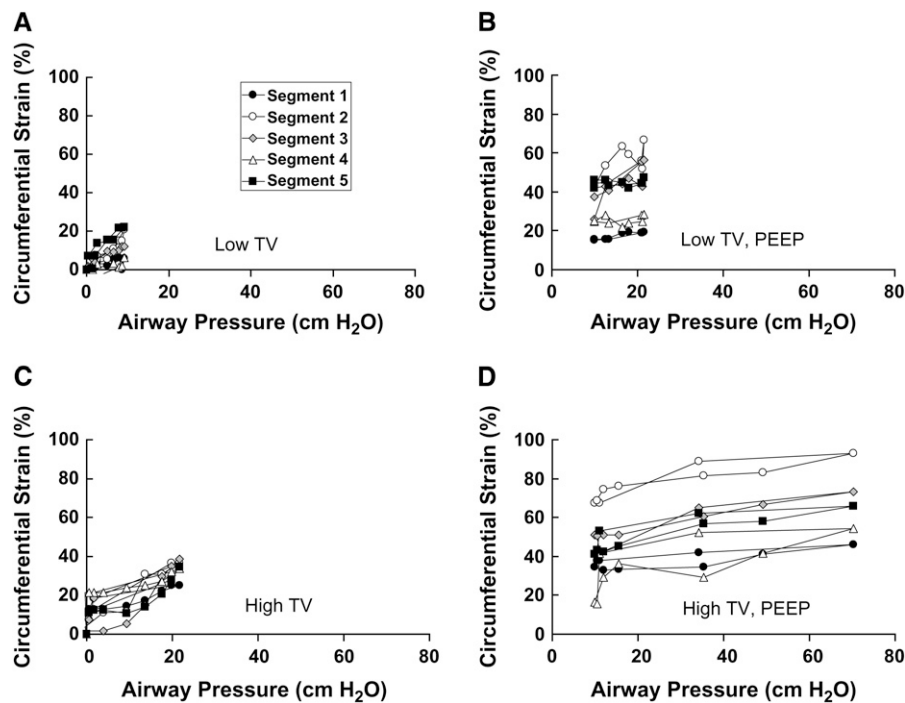 A
Circumferential Strain (%)
100
80
60
40
20
0
Segment 1
Segment 2
Segment 3
Segment 4
Segment 5
Low TV
0 20 40 60 80
Airway Pressure (cm H₂O)
B
Circumferential Strain (%)
100
80
60
40
20
0
Low TV, PEEP
0 20 40 60 80
Airway Pressure (cm H₂O)
C
Circumferential Strain (%)
100
80
60
40
20
0
High TV
0 20 40 60 80
Airway Pressure (cm H₂O)
D
Circumferential Strain (%)
100
80
60
40
20
0
High TV, PEEP
0 20 40 60 80
Airway Pressure (cm H₂O)